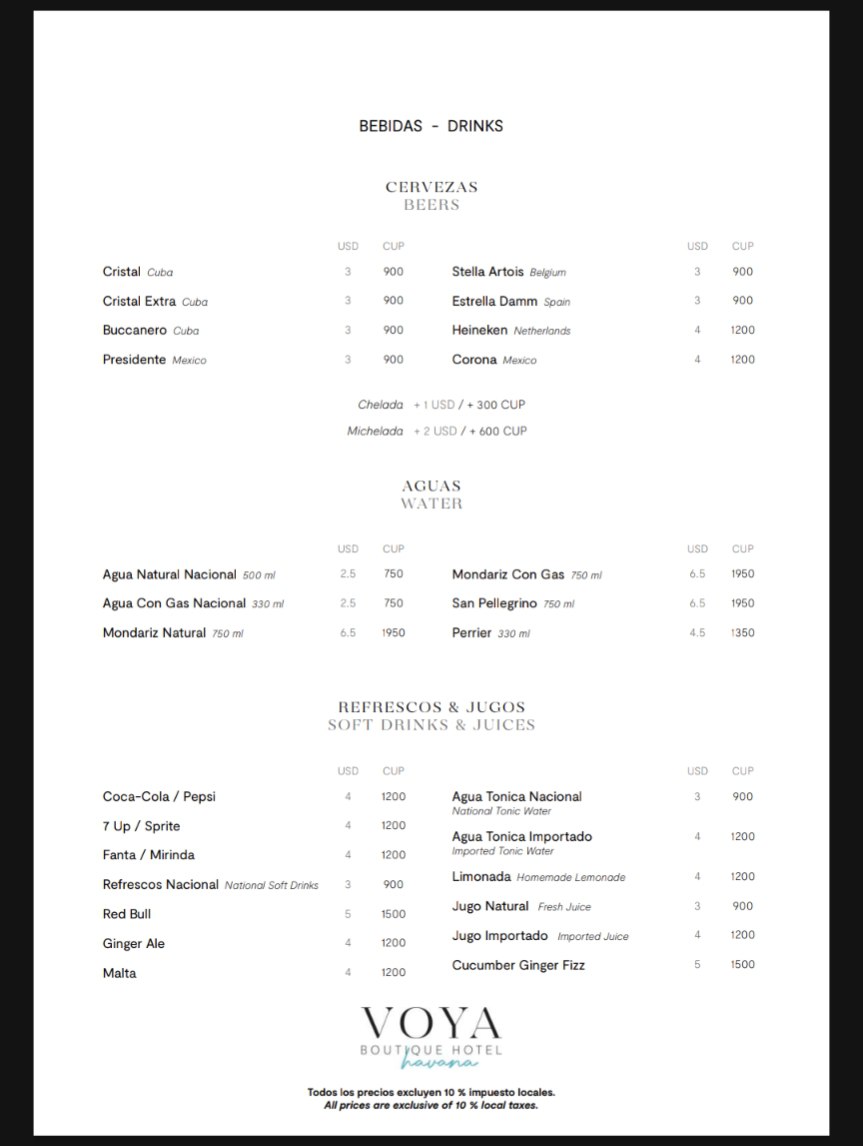 BEBIDAS - DRINKS
CERVEZAS
BEERS
USD CUP USD CUP
Cristal Cuba 3 900 Stella Artois Belgium 3 900
Cristal Extra Cuba 3 900 Estrella Damm Spain 3 900
Buccanero Cuba 3 900 Heineken Netherlands 4 1200
Presidente Mexico 3 900 Corona Mexico 4 1200
Chelada + 1 USD / + 300 CUP
Michelada + 2 USD / + 600 CUP
AGUAS
WATER
USD CUP USD CUP
Agua Natural Nacional 500 ml 2.5 750 Mondariz Con Gas 750 ml 6.5 1950
Agua Con Gas Nacional 330 ml 2.5 750 San Pellegrino 750 ml 6.5 1950
Mondariz Natural 750 ml 6.5 1950 Perrier 330 ml 4.5 1350
REFRESCOS & JUGOS
SOFT DRINKS & JUICES
USD CUP
Coca-Cola / Pepsi 4 1200
7 Up / Sprite 4 1200
Fanta / Mirinda 4 1200
Refrescos Nacional National Soft Drinks 3 900
Red Bull 5 1500
Ginger Ale 4 1200
Malta 4 1200
USD CUP
Agua Tonica Nacional 3 900
National Tonic Water
Agua Tonica Importado 4 1200
Imported Tonic Water
Limonada Homemade Lemonade 4 1200
Jugo Natural Fresh Juice 3 900
Jugo Importado Imported Juice 4 1200
Cucumber Ginger Fizz 5 1500
VOYA
BOUTIQUE HOTEL
havana
Todos los precios excluyen 10 % impuesto locales.
All prices are exclusive of 10 % local taxes.